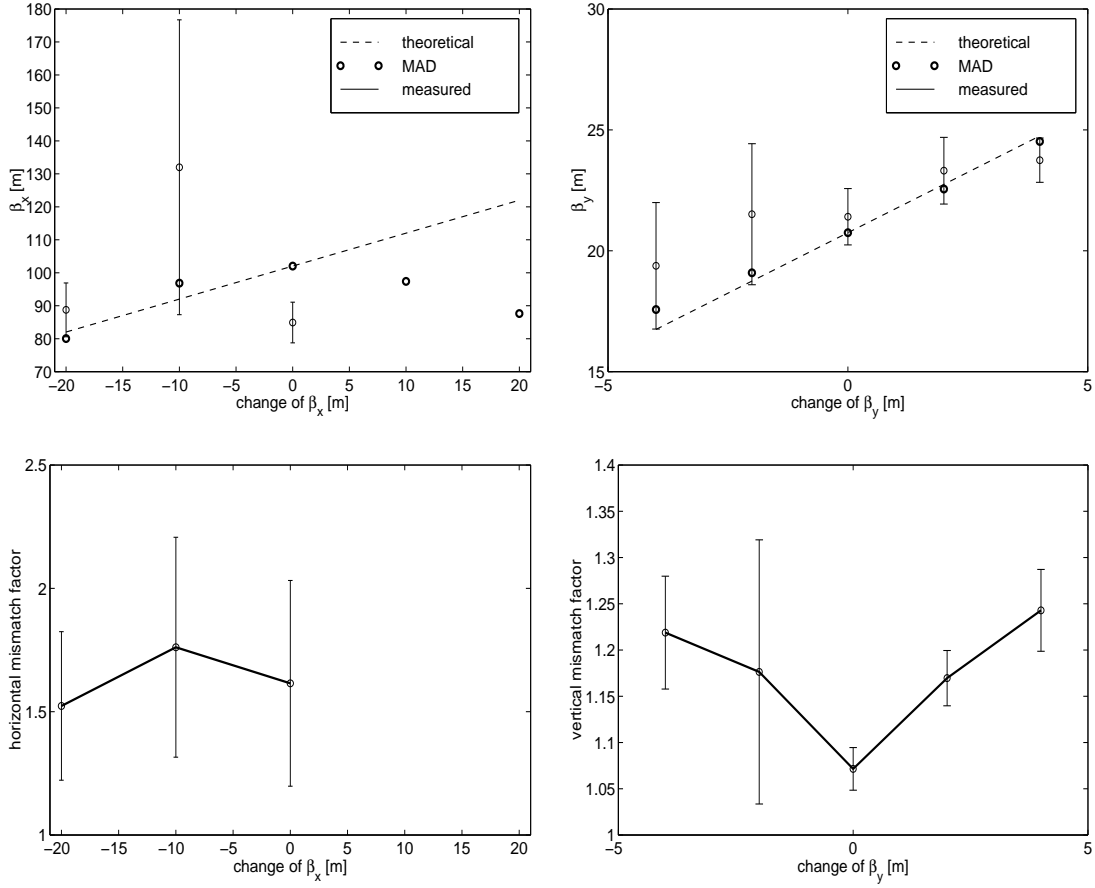 180
170
160
150
140
130
120
110
100
90
80
70
β_x [m]
theoretical
MAD
measured
−20 −15 −10 −5 0 5 10 15 20
change of β_x [m]
30
25
20
15
β_y [m]
theoretical
MAD
measured
−5 0 5
change of β_y [m]
2.5
2
1.5
1
horizontal mismatch factor
−20 −15 −10 −5 0 5 10 15 20
change of β_x [m]
1.4
1.35
1.3
1.25
1.2
1.15
1.1
1.05
1
vertical mismatch factor
−5 0 5
change of β_y [m]